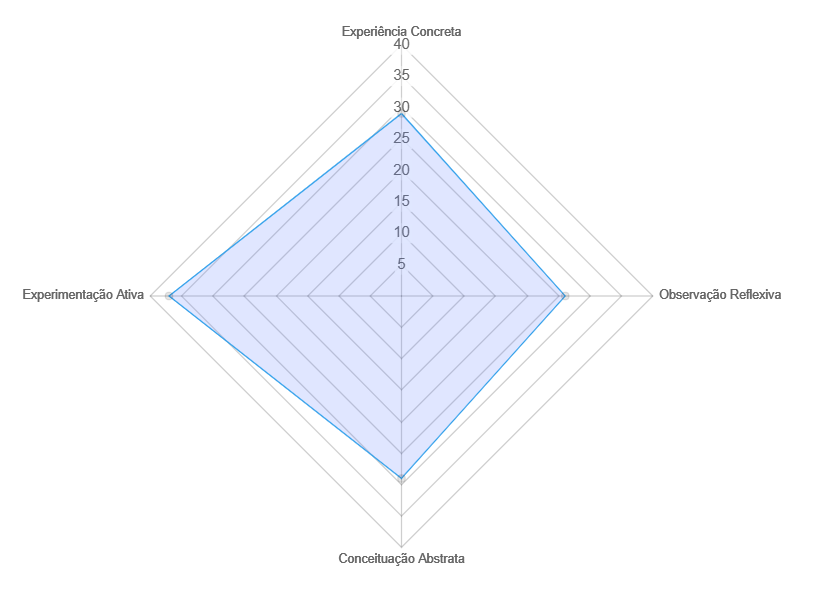 Experiência Concreta
40
35
30
25
20
15
10
5
Experimentação Ativa
Observação Reflexiva
Conceituação Abstrata